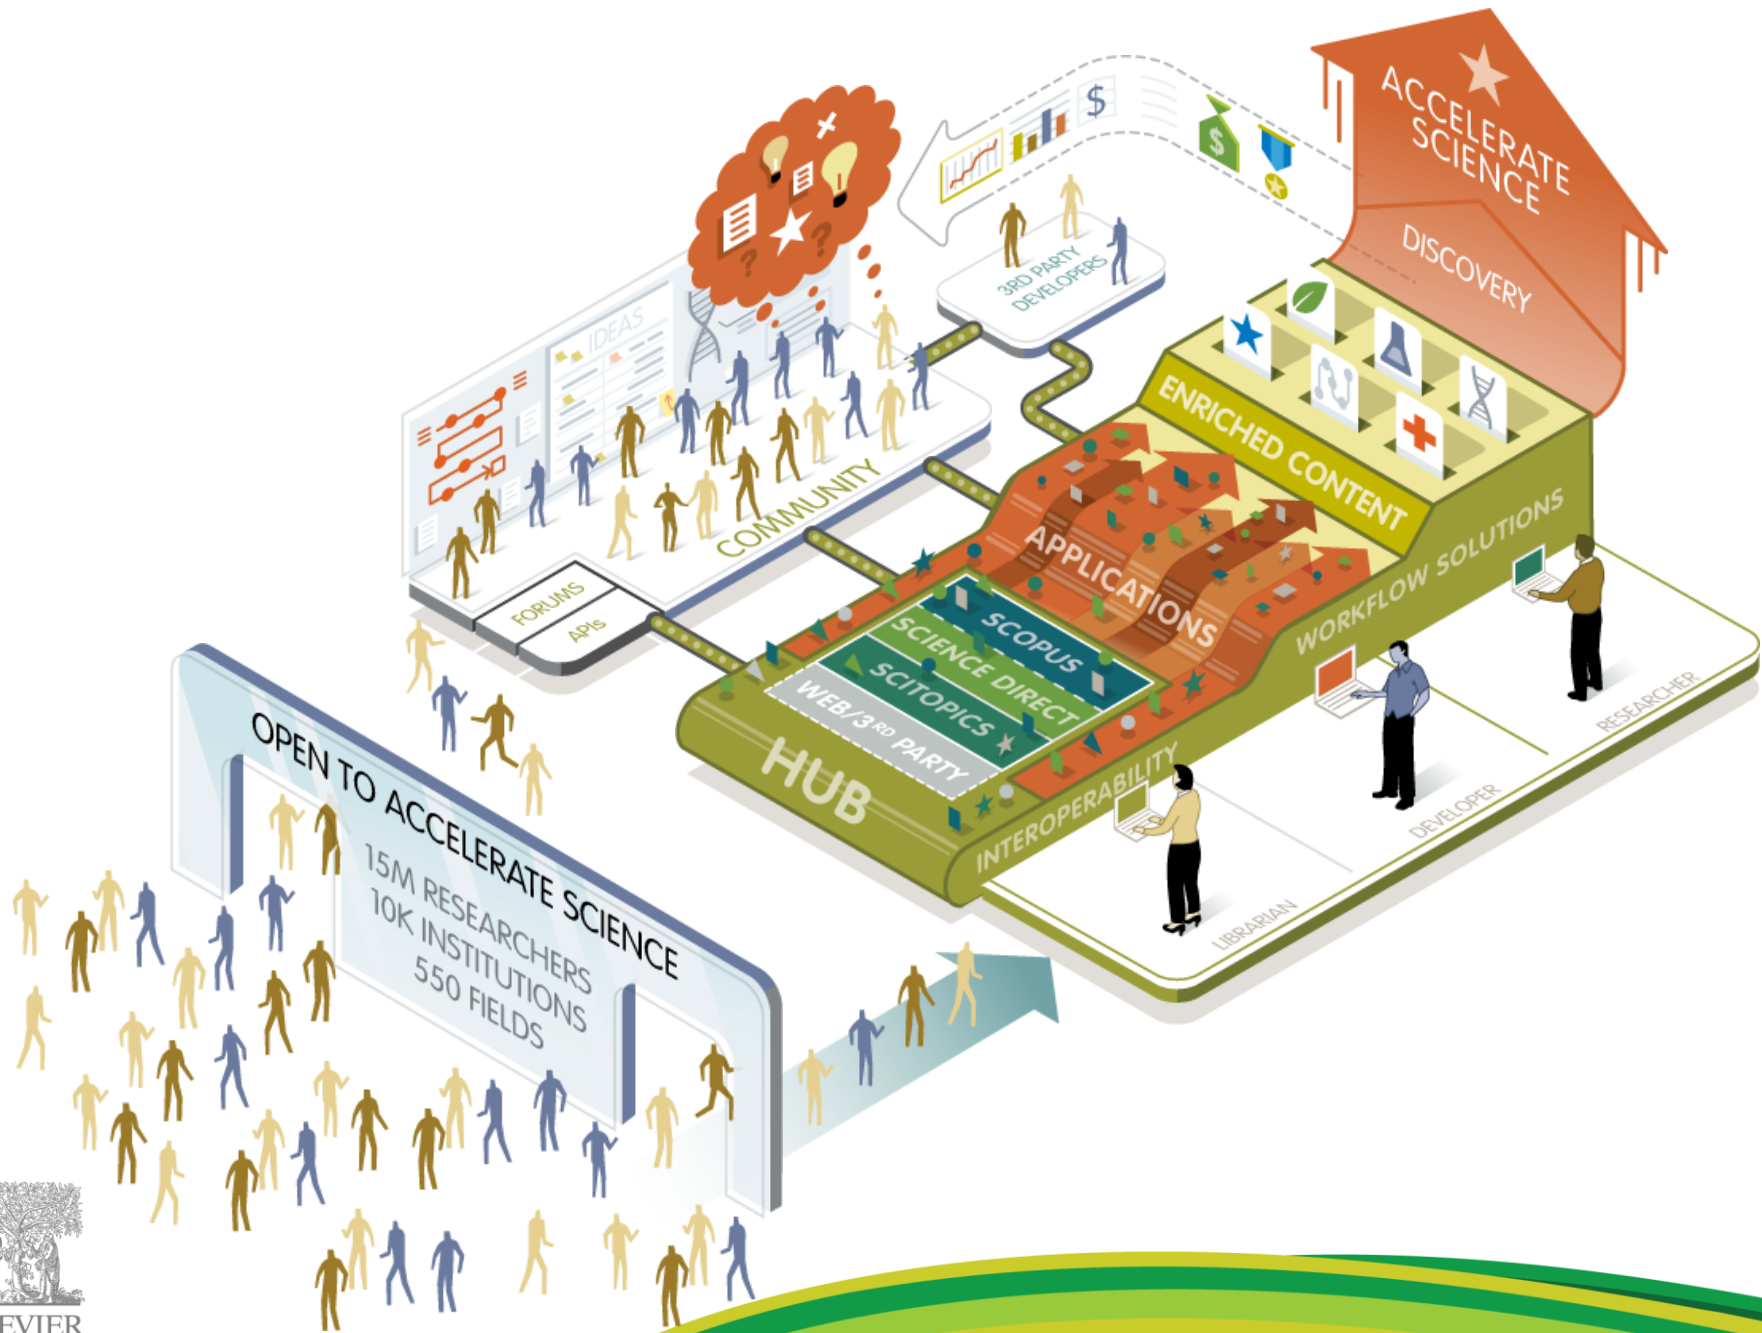 ACCELERATE
SCIENCE
DISCOVERY
$
$
3RD PARTY
DEVELOPERS
IDEAS
?
?
COMMUNITY
FORUMS
APIs
ENRICHED CONTENT
APPLICATIONS
WORKFLOW SOLUTIONS
SCOPUS
SCIENCE DIRECT
SCITOPICS
WEB/3RD PARTY
HUB
INTEROPERABILITY
RESEARCHER
DEVELOPER
LIBRARIAN
OPEN TO ACCELERATE SCIENCE
15M RESEARCHERS
10K INSTITUTIONS
550 FIELDS
EVIER